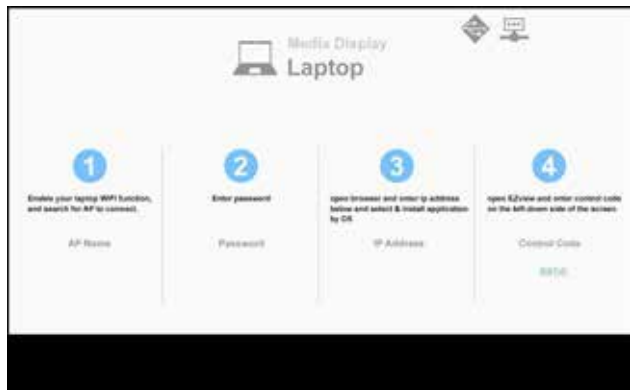 Media Display
Laptop
1
Enable your laptop WIFI function,
and search for AP to connect.
AP Name
2
Enter password
Password
3
open browser and enter ip address
below and select & install application
by OS
IP Address
4
open EZview and enter control code
on the left-down side of the screen
Control Code